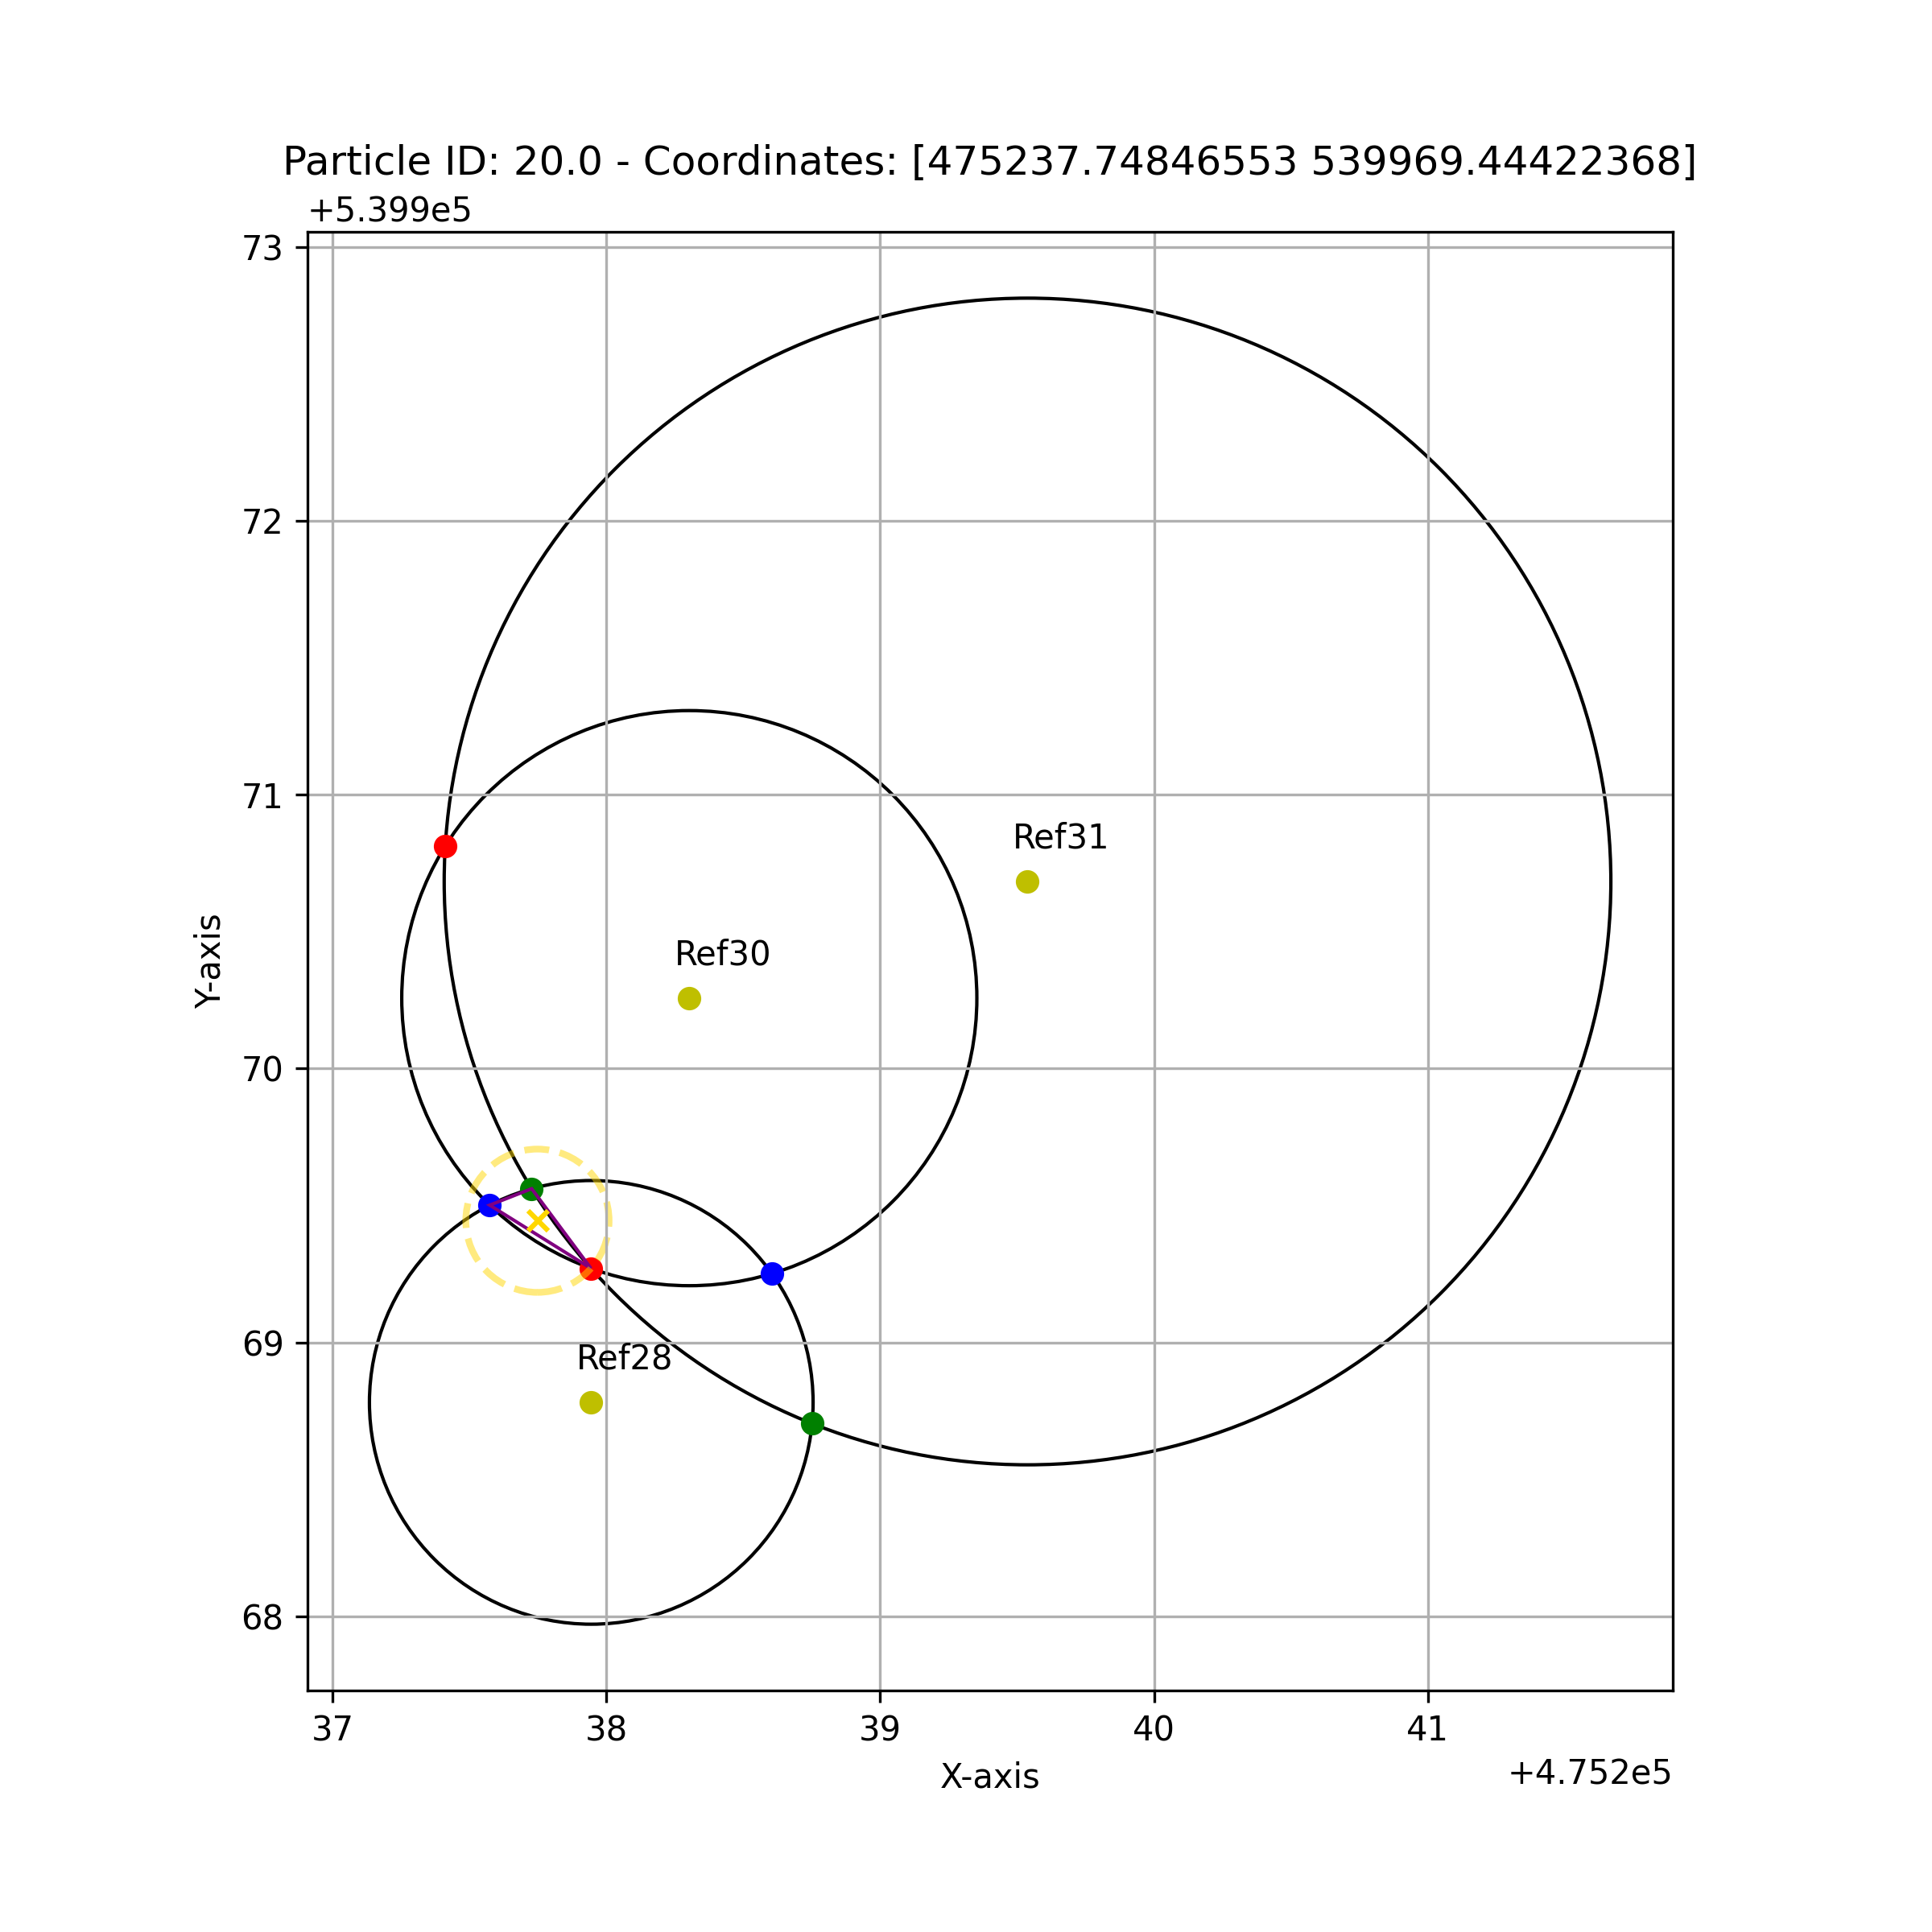 Particle ID: 20.0 - Coordinates: [475237.74846553 539969.44422368]
+5.399e5
73
72
71
70
69
68
Y-axis
Ref31
Ref30
Ref28
37 38 39 40 41
X-axis
+4.752e5